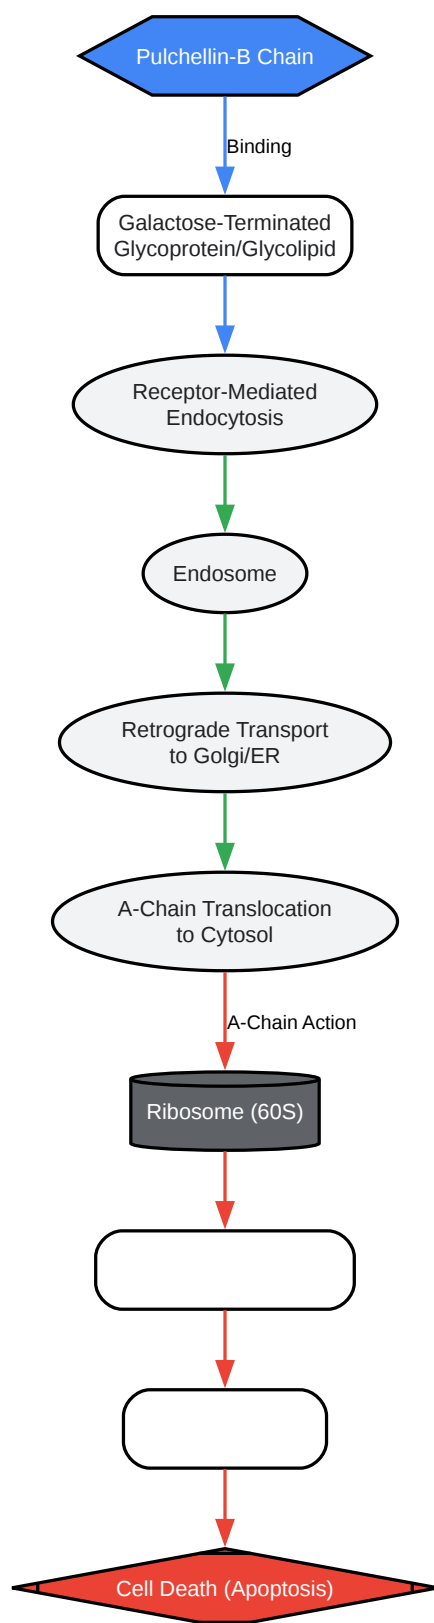 Pulchellin-B Chain
Binding
Galactose-Terminated
Glycoprotein/Glycolipid
Receptor-Mediated
Endocytosis
Endosome
Retrograde Transport
to Golgi/ER
A-Chain Translocation
to Cytosol
A-Chain Action
Ribosome (60S)
Cell Death (Apoptosis)